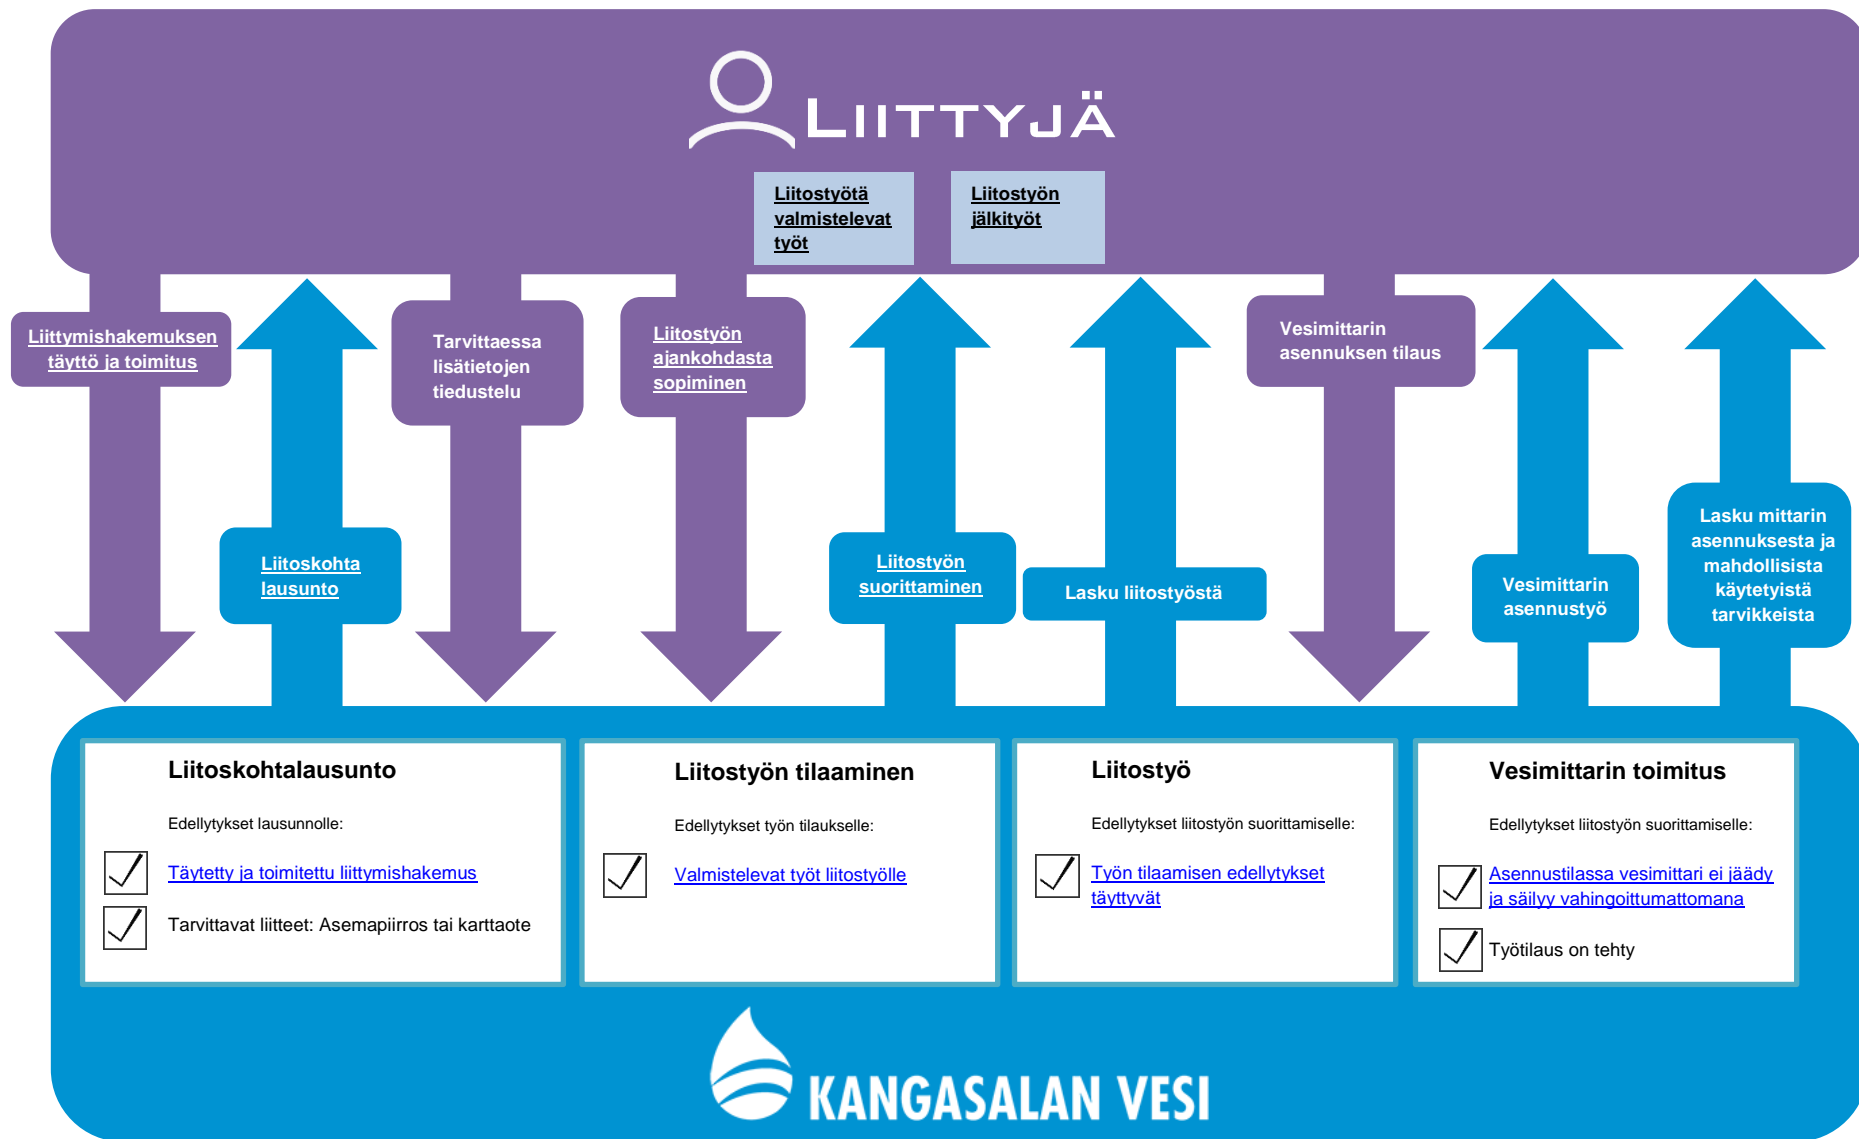 LIITTYJÄ
Liitostyötä
valmistelevat
työt
Liitostyön
jälkityöt
Liittymishakemuksen
täyttö ja toimitus
Liitoskohta
lausunto
Tarvittaessa
lisätietojen
tiedustelu
Liitostyön
ajankohdasta
sopiminen
Liitostyön
suorittaminen
Lasku liitostyöstä
Vesimittarin
asennuksen tilaus
Vesimittarin
asennustyö
Lasku mittarin
asennuksesta ja
mahdollisista
käytetyistä
tarvikkeista
Liitoskohtalausunto
Edellytykset lausunnolle:
Täytetty ja toimitettu liittymishakemus
Tarvittavat liitteet: Asemapiirros tai karttaote
Liitostyön tilaaminen
Edellytykset työn tilaukselle:
Valmistelevat työt liitostyölle
Liitostyö
Edellytykset liitostyön suorittamiselle:
Työn tilaamisen edellytykset
täyttyvät
Vesimittarin toimitus
Edellytykset liitostyön suorittamiselle:
Asennustilassa vesimittari ei jäädy
ja säilyy vahingoittumattomana
Työtilaus on tehty
KANGASALAN VESI